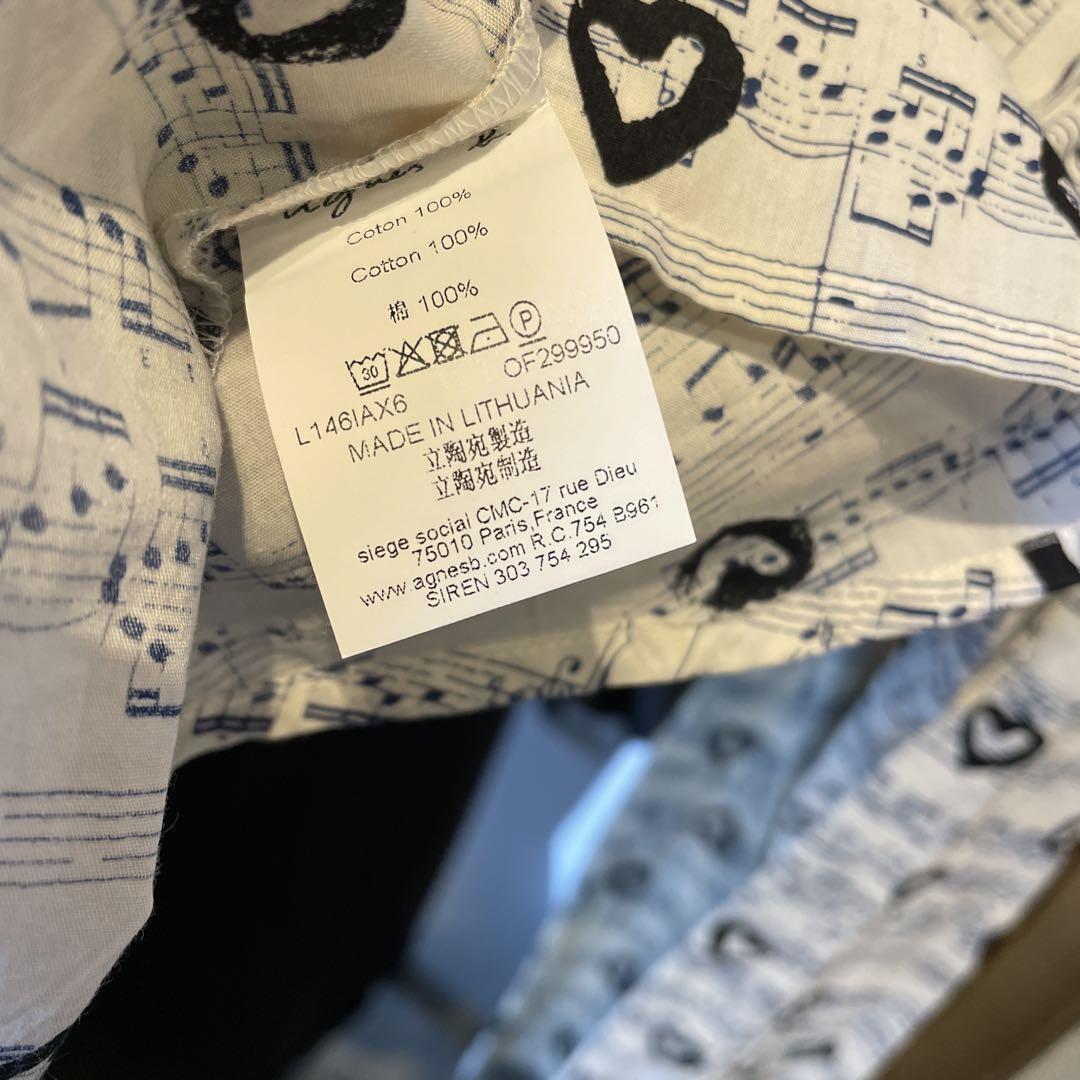 agnès b
Coton 100%
Cotton 100%
棉 100%
30 P
L146IAX6 OF299950
MADE IN LITHUANIA
立陶宛製造
立陶宛制造
siege social CMC-17 rue Dieu
75010 Paris,France
www.agnesb.com R.C.754 B961
SIREN 303 754 295